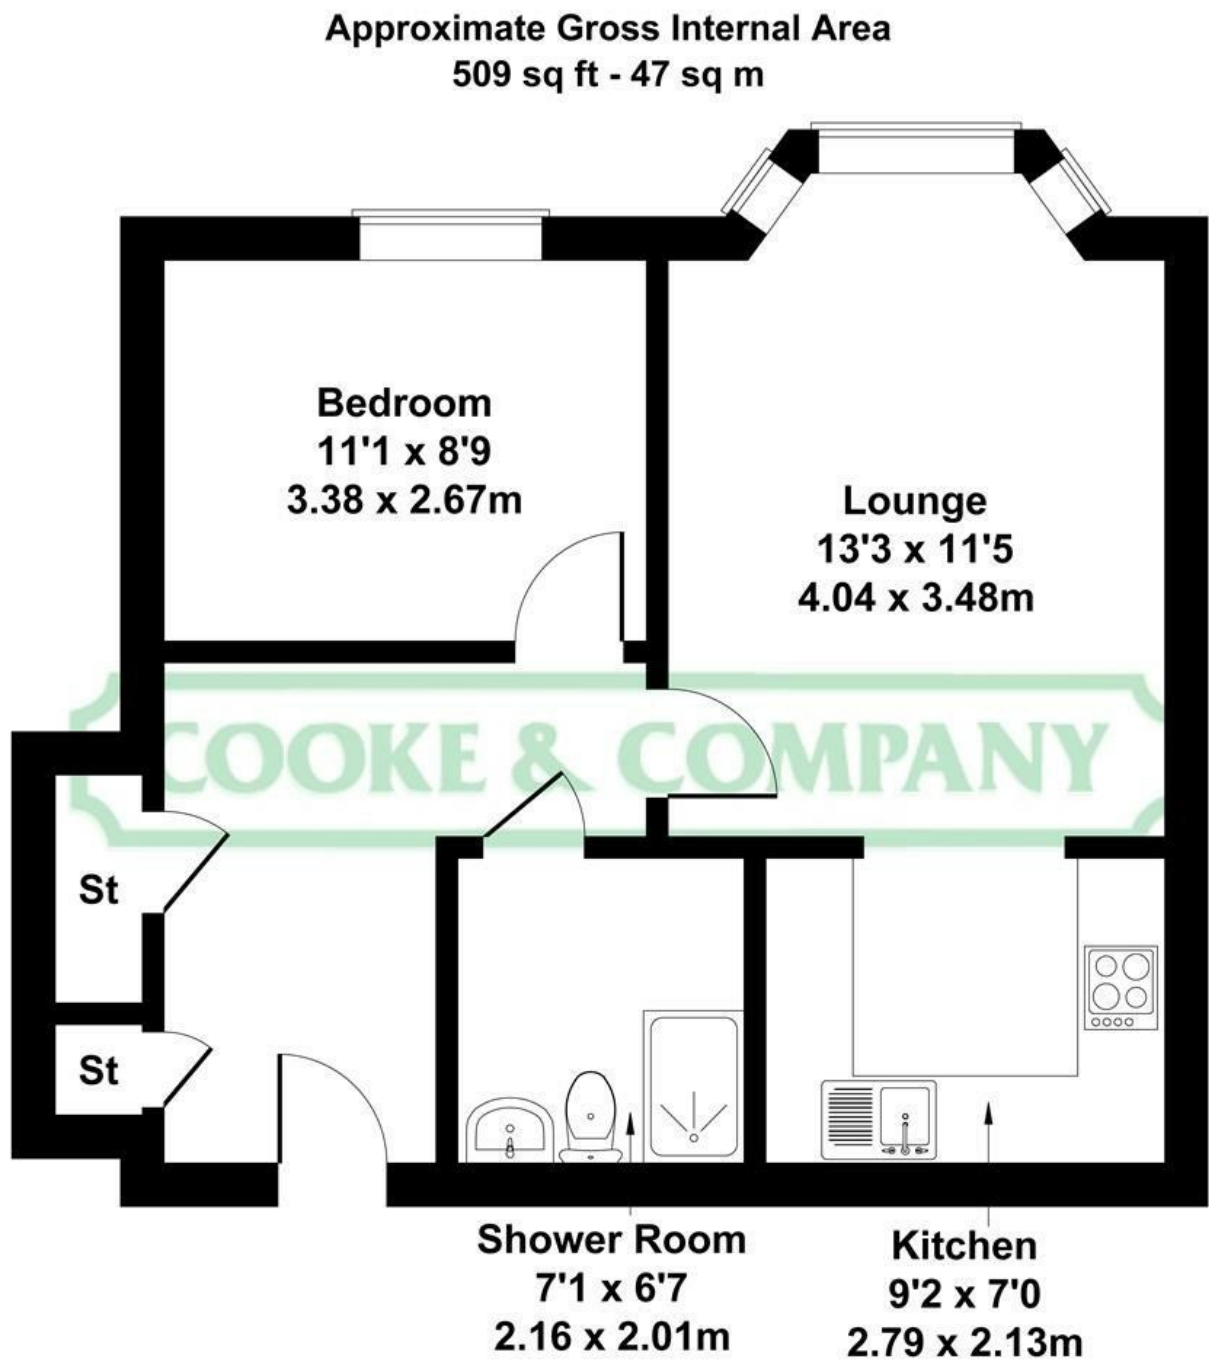 Approximate Gross Internal Area
509 sq ft - 47 sq m
Bedroom
11'1 x 8'9
3.38 x 2.67m
Lounge
13'3 x 11'5
4.04 x 3.48m
COOKE & COMPANY
St
St
Shower Room
7'1 x 6'7
2.16 x 2.01m
Kitchen
9'2 x 7'0
2.79 x 2.13m